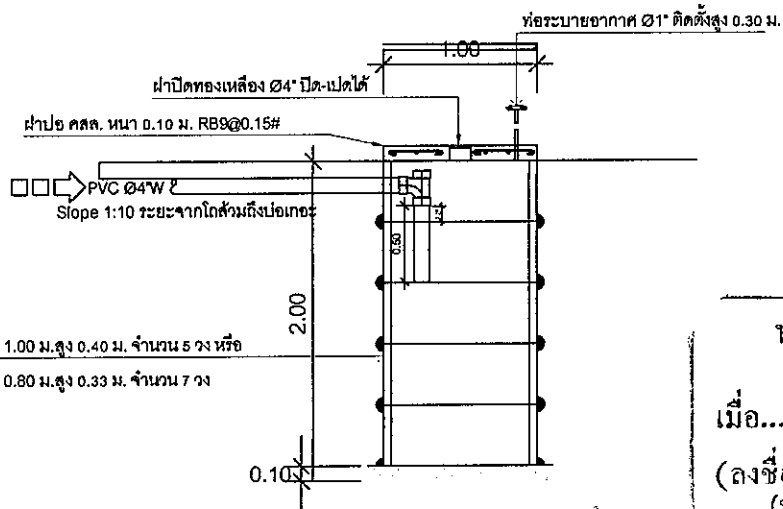 ท่อระบายอากาศ Ø1" ติดตั้งสูง 0.30 ม.
1.00
ฝาปิดทองเหลือง Ø4" ปิด-เปิดได้
ฝาบ่อ คสล. หนา 0.10 ม. RB9@0.15#
PVC Ø4"W
Slope 1:10 ระยะจากโถส้วมถึงบ่อเกรอะ
0.50
2.00
1.00 ม.สูง 0.40 ม. จำนวน 5 วง หรือ
0.80 ม.สูง 0.33 ม. จำนวน 7 วง
0.10
เมื่อ...
(ลงชื่อ